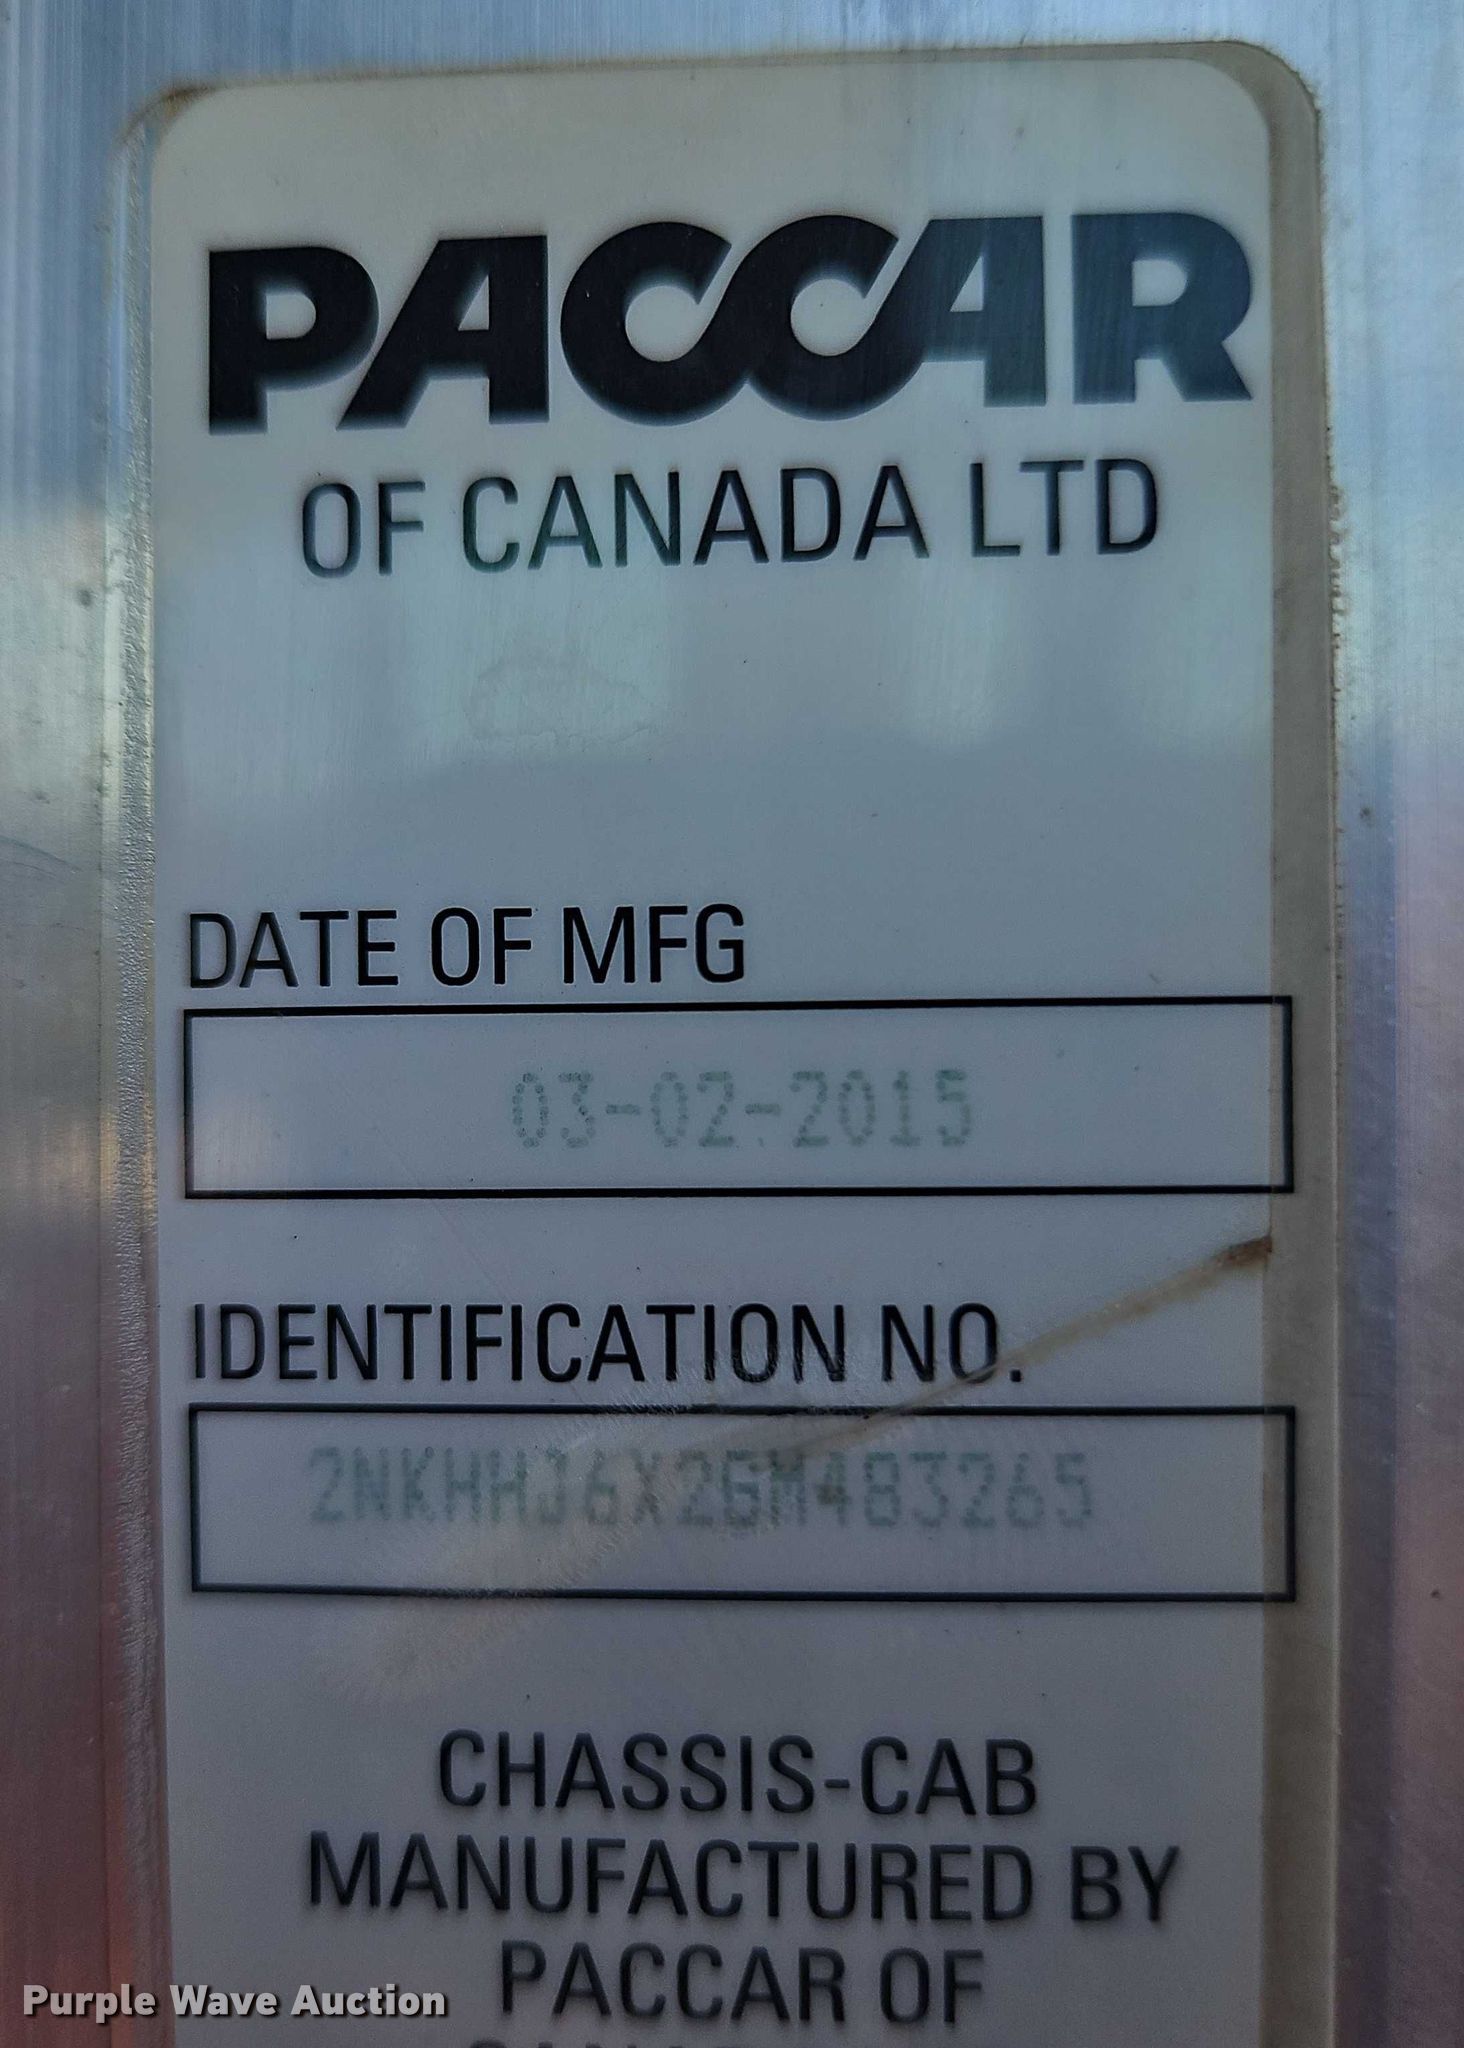 PACCAR
OF CANADA LTD
DATE OF MFG
03-02-2015
IDENTIFICATION NO.
2NKHHJ6X2GM483265
CHASSIS-CAB
MANUFACTURED BY
PACCAR OF
Purple Wave Auction